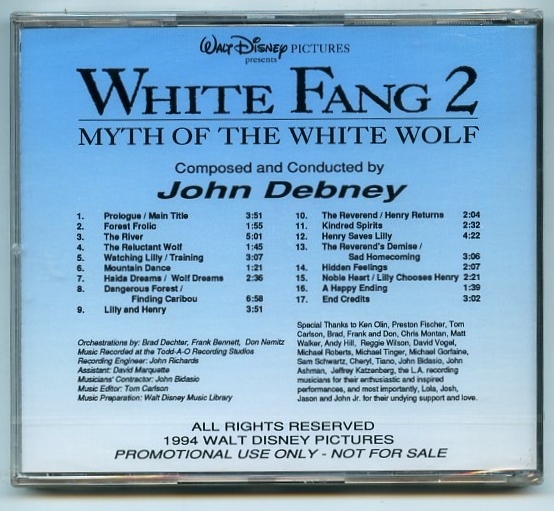 Walt Disney PICTURES
presents
WHITE FANG 2
MYTH OF THE WHITE WOLF
Composed and Conducted by
John Debney
1. Prologue / Main Title 3:51
2. Forest Frolic 1:55
3. The River 5:01
4. The Reluctant Wolf 1:45
5. Watching Lilly / Training 3:07
6. Mountain Dance 1:21
7. Haida Dreams / Wolf Dreams 2:36
8. Dangerous Forest /
Finding Caribou 6:58
9. Lilly and Henry 3:51
10. The Reverend / Henry Returns 2:04
11. Kindred Spirits 2:32
12. Henry Saves Lilly 4:22
13. The Reverend's Demise /
Sad Homecoming 3:06
14. Hidden Feelings 2:07
15. Noble Heart / Lilly Chooses Henry 2:21
16. A Happy Ending 1:39
17. End Credits 3:02
Orchestrations by: Brad Dechter, Frank Bennett, Don Nemitz
Music Recorded at the Todd-A-O Recording Studios
Recording Engineer: John Richards
Assistant: David Marquette
Musicians' Contractor: John Bidasio
Music Editor: Tom Carlson
Music Preparation: Walt Disney Music Library
Special Thanks to Ken Olin, Preston Fischer, Tom
Carlson, Brad, Frank and Don, Chris Montan, Matt
Walker, Andy Hill, Reggie Wilson, David Vogel,
Michael Roberts, Michael Tinger, Michael Gorfaine,
Sam Schwartz, Cheryl, Tiano, John Bidasio, John
Ashman, Jeffrey Katzenberg, the L.A. recording
musicians for their enthusiastic and inspired
performances, and most importantly, Lola, Josh,
Jason and John Jr. for their undying support and love.
ALL RIGHTS RESERVED
1994 WALT DISNEY PICTURES
PROMOTIONAL USE ONLY - NOT FOR SALE